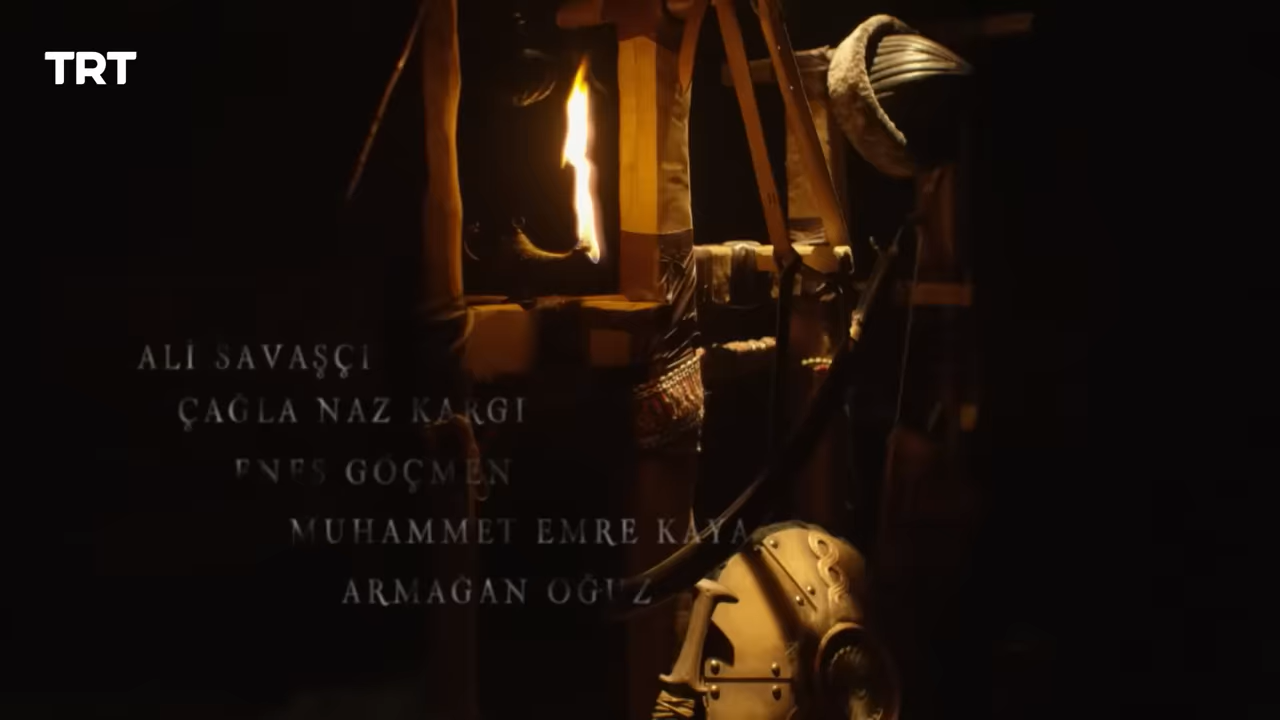 TRT
ALİ SAVAŞÇI
ÇAĞLA NAZ KARGI
ENES GÖÇMEN
MUHAMMET EMRE KAYA
ARMAĞAN OĞUZ